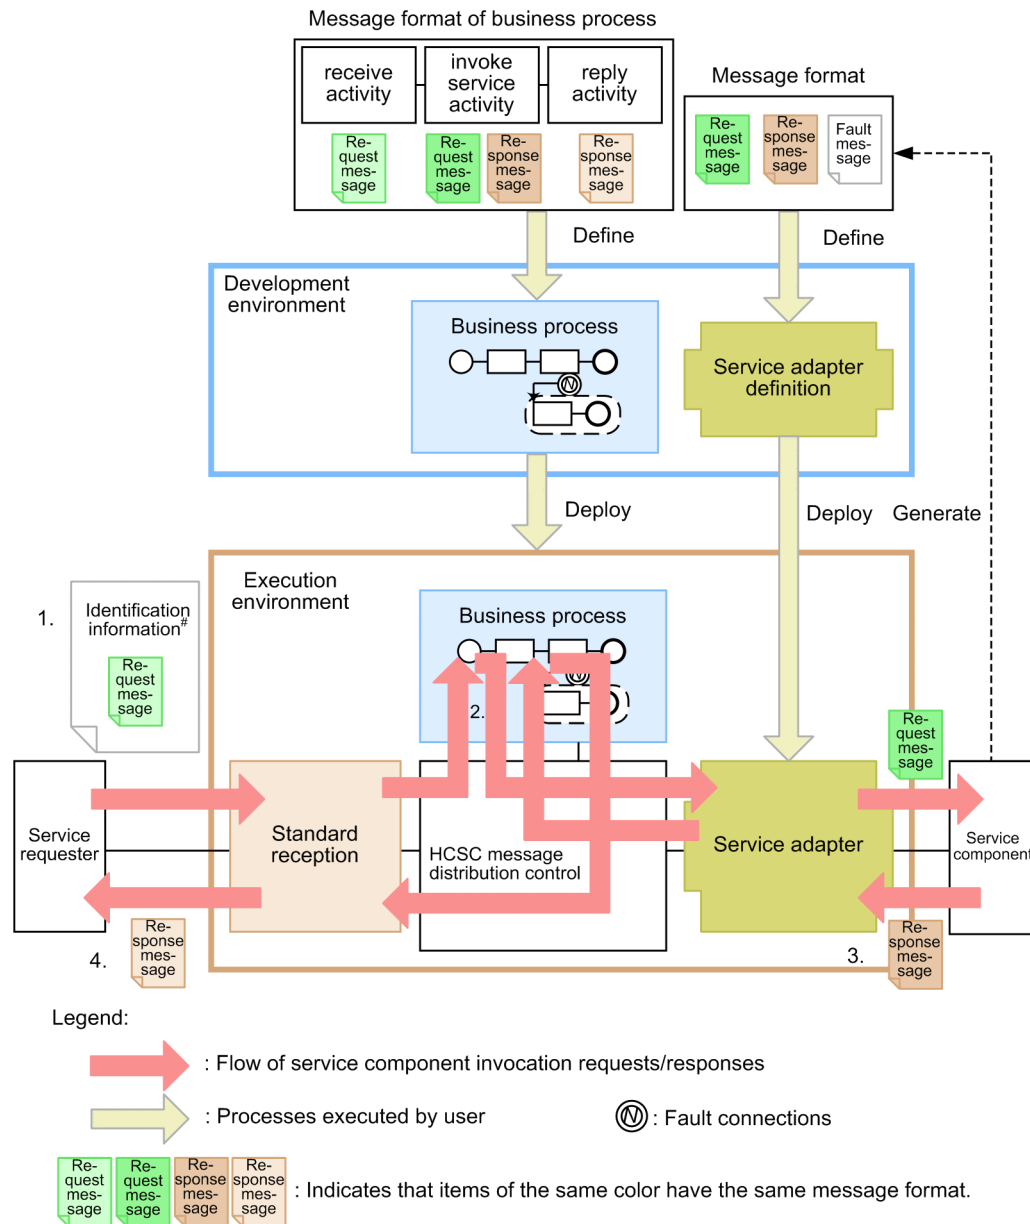 Message format of business process
receive
activity
invoke
service
activity
reply
activity
Message format
Re-
quest
mes-
sage
Re-
quest
mes-
sage
Re-
sponse
mes-
sage
Re-
sponse
mes-
sage
Re-
quest
mes-
sage
Re-
sponse
mes-
sage
Fault
mes-
sage
Define
Define
Development
environment
Business process
N
Service adapter
definition
Deploy
Deploy
Generate
Execution
environment
1.
Identification
information#
Re-
quest
mes-
sage
Business process
N
2.
Re-
quest
mes-
sage
Service
requester
Standard
reception
HCSC message
distribution control
Service adapter
Service
component
4.
Re-
sponse
mes-
sage
3.
Re-
sponse
mes-
sage
Legend:
: Flow of service component invocation requests/responses
: Processes executed by user
N : Fault connections
Re-
quest
mes-
sage
Re-
quest
mes-
sage
Re-
sponse
mes-
sage
Re-
sponse
mes-
sage
: Indicates that items of the same color have the same message format.